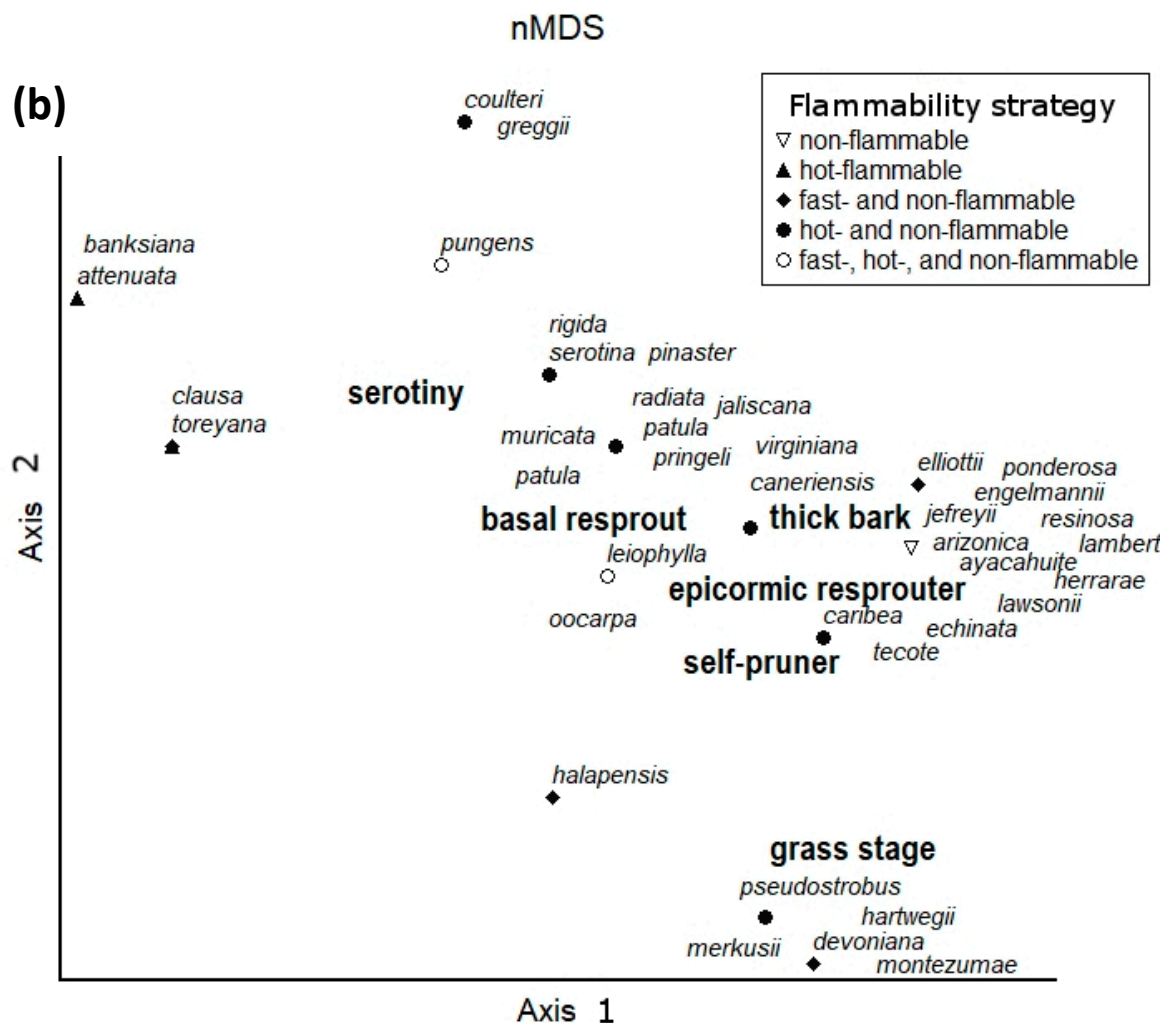 nMDS
(b)
coulteri
greggii
Flammability strategy
non-flammable
hot-flammable
fast- and non-flammable
hot- and non-flammable
fast-, hot-, and non-flammable
banksiana
attenuata
pungens
rigida
serotina pinaster
clausa
toreyana
serotiny
radiata
jaliscana
muricata
patula
pringeli
virginiana
patula
caneriensis
elliottii
ponderosa
engelmannii
basal resprout
thick bark
jefreyii
resinosa
arizonica
lambert
leiophylla
ayacahuite
epicormic resprouter
herrarae
oocarpa
caribea
lawsonii
echinata
self-pruner
tecote
halapensis
grass stage
pseudostrobus
hartwegii
merkusii
devoniana
montezumae
Axis 2
Axis 1